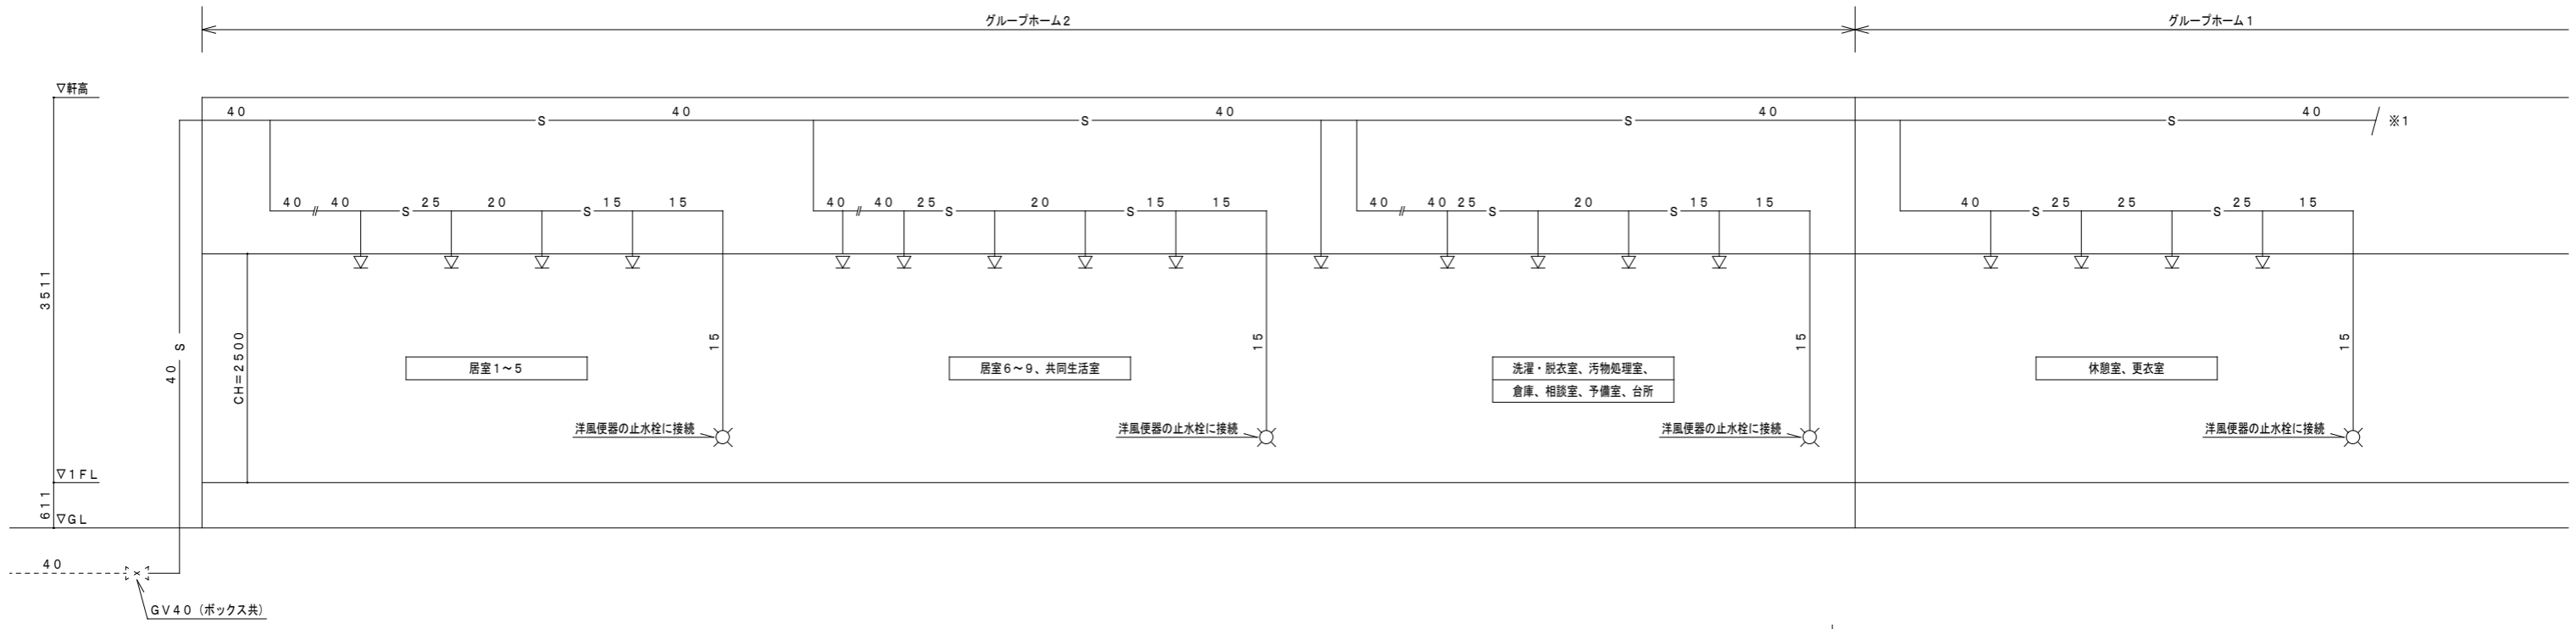 グループホーム2
グループホーム1
▽軒高
40
S
40
S
40
S
40
S
40
※1
40
40
S
25
20
S
15
15
40
40
25
S
20
S
15
15
40
40
25
S
20
S
15
15
40
S
25
25
S
25
15
3511
40 S
CH=2500
15
15
15
15
居室1~5
居室6~9、共同生活室
洗濯・脱衣室、汚物処理室、
倉庫、相談室、予備室、台所
休憩室、更衣室
洋風便器の止水栓に接続
洋風便器の止水栓に接続
洋風便器の止水栓に接続
洋風便器の止水栓に接続
▽1FL
611
▽GL
40
GV40(ボックス共)